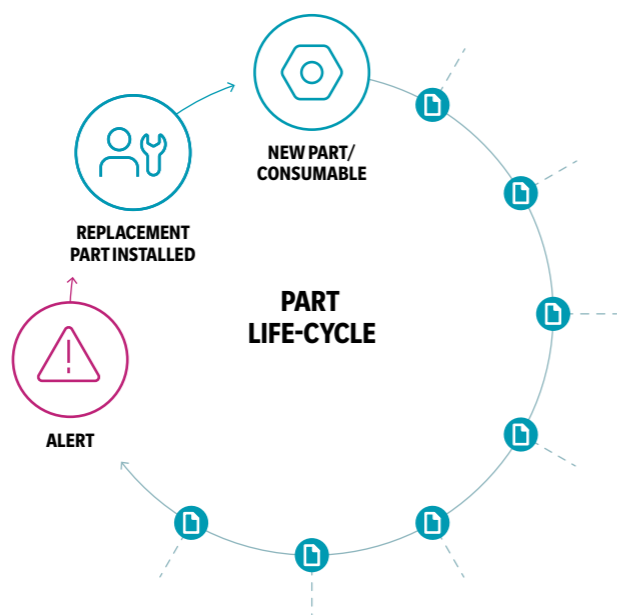 NEW PART/
CONSUMABLE
REPLACEMENT
PART INSTALLED
PART
LIFE-CYCLE
ALERT